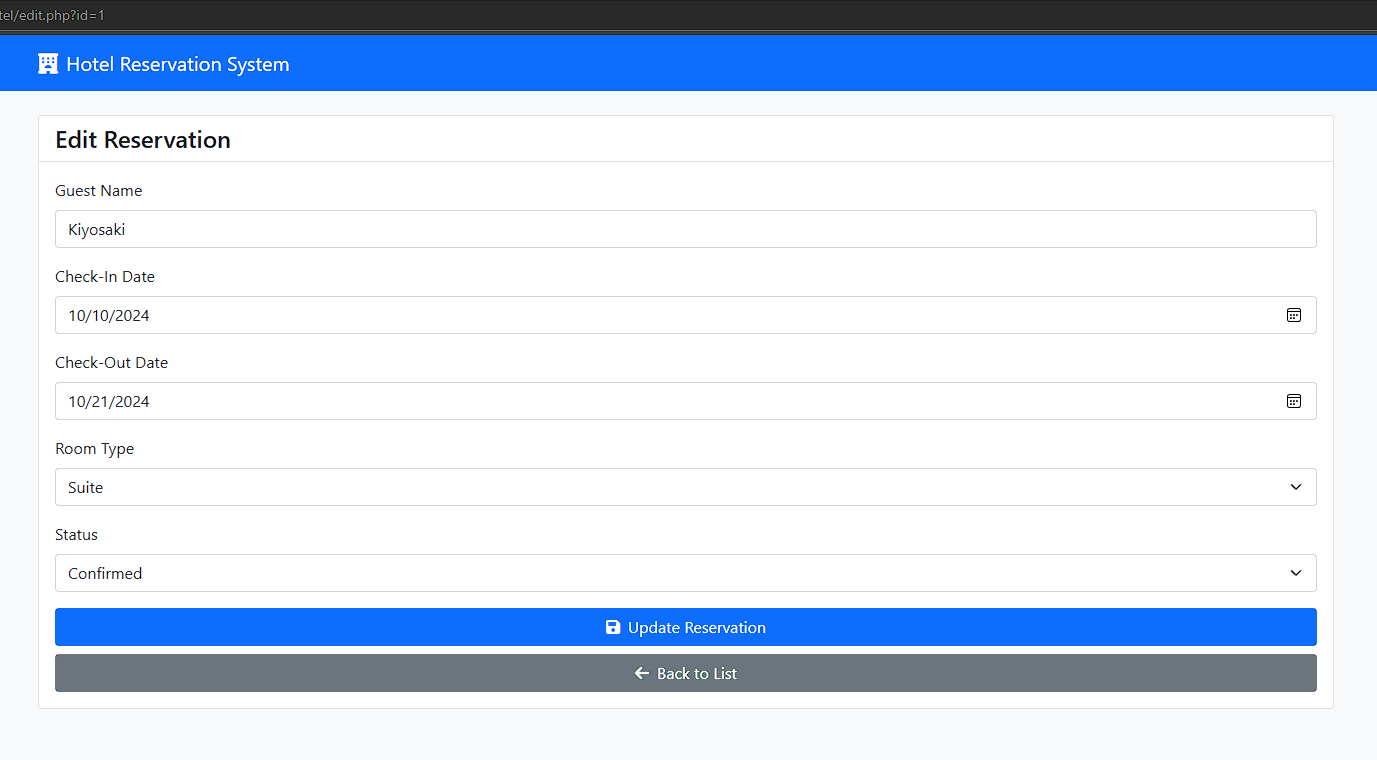 tel/edit.php?id=1
Hotel Reservation System
Edit Reservation
Guest Name
Kiyosaki
Check-In Date
10/10/2024
Check-Out Date
10/21/2024
Room Type
Suite
Status
Confirmed
Update Reservation
Back to List